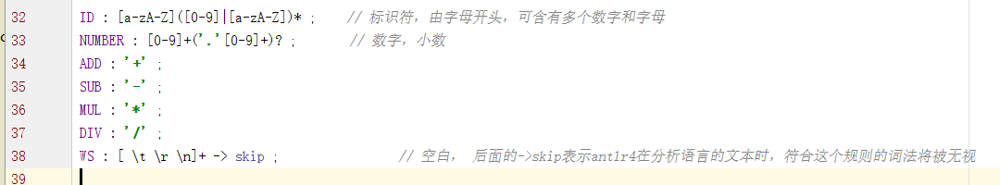 32 ID : [a-zA-Z]([0-9]|[a-zA-Z])* ; // 标识符，由字母开头，可含有多个数字和字母
33 NUMBER : [0-9]+('.'[0-9]+)? ; // 数字，小数
34 ADD : '+' ;
35 SUB : '-' ;
36 MUL : '*' ;
37 DIV : '/' ;
38 WS : [ \t \r \n]+ -> skip ; // 空白， 后面的->skip表示antlr4在分析语言的文本时，符合这个规则的词法将被无视
39